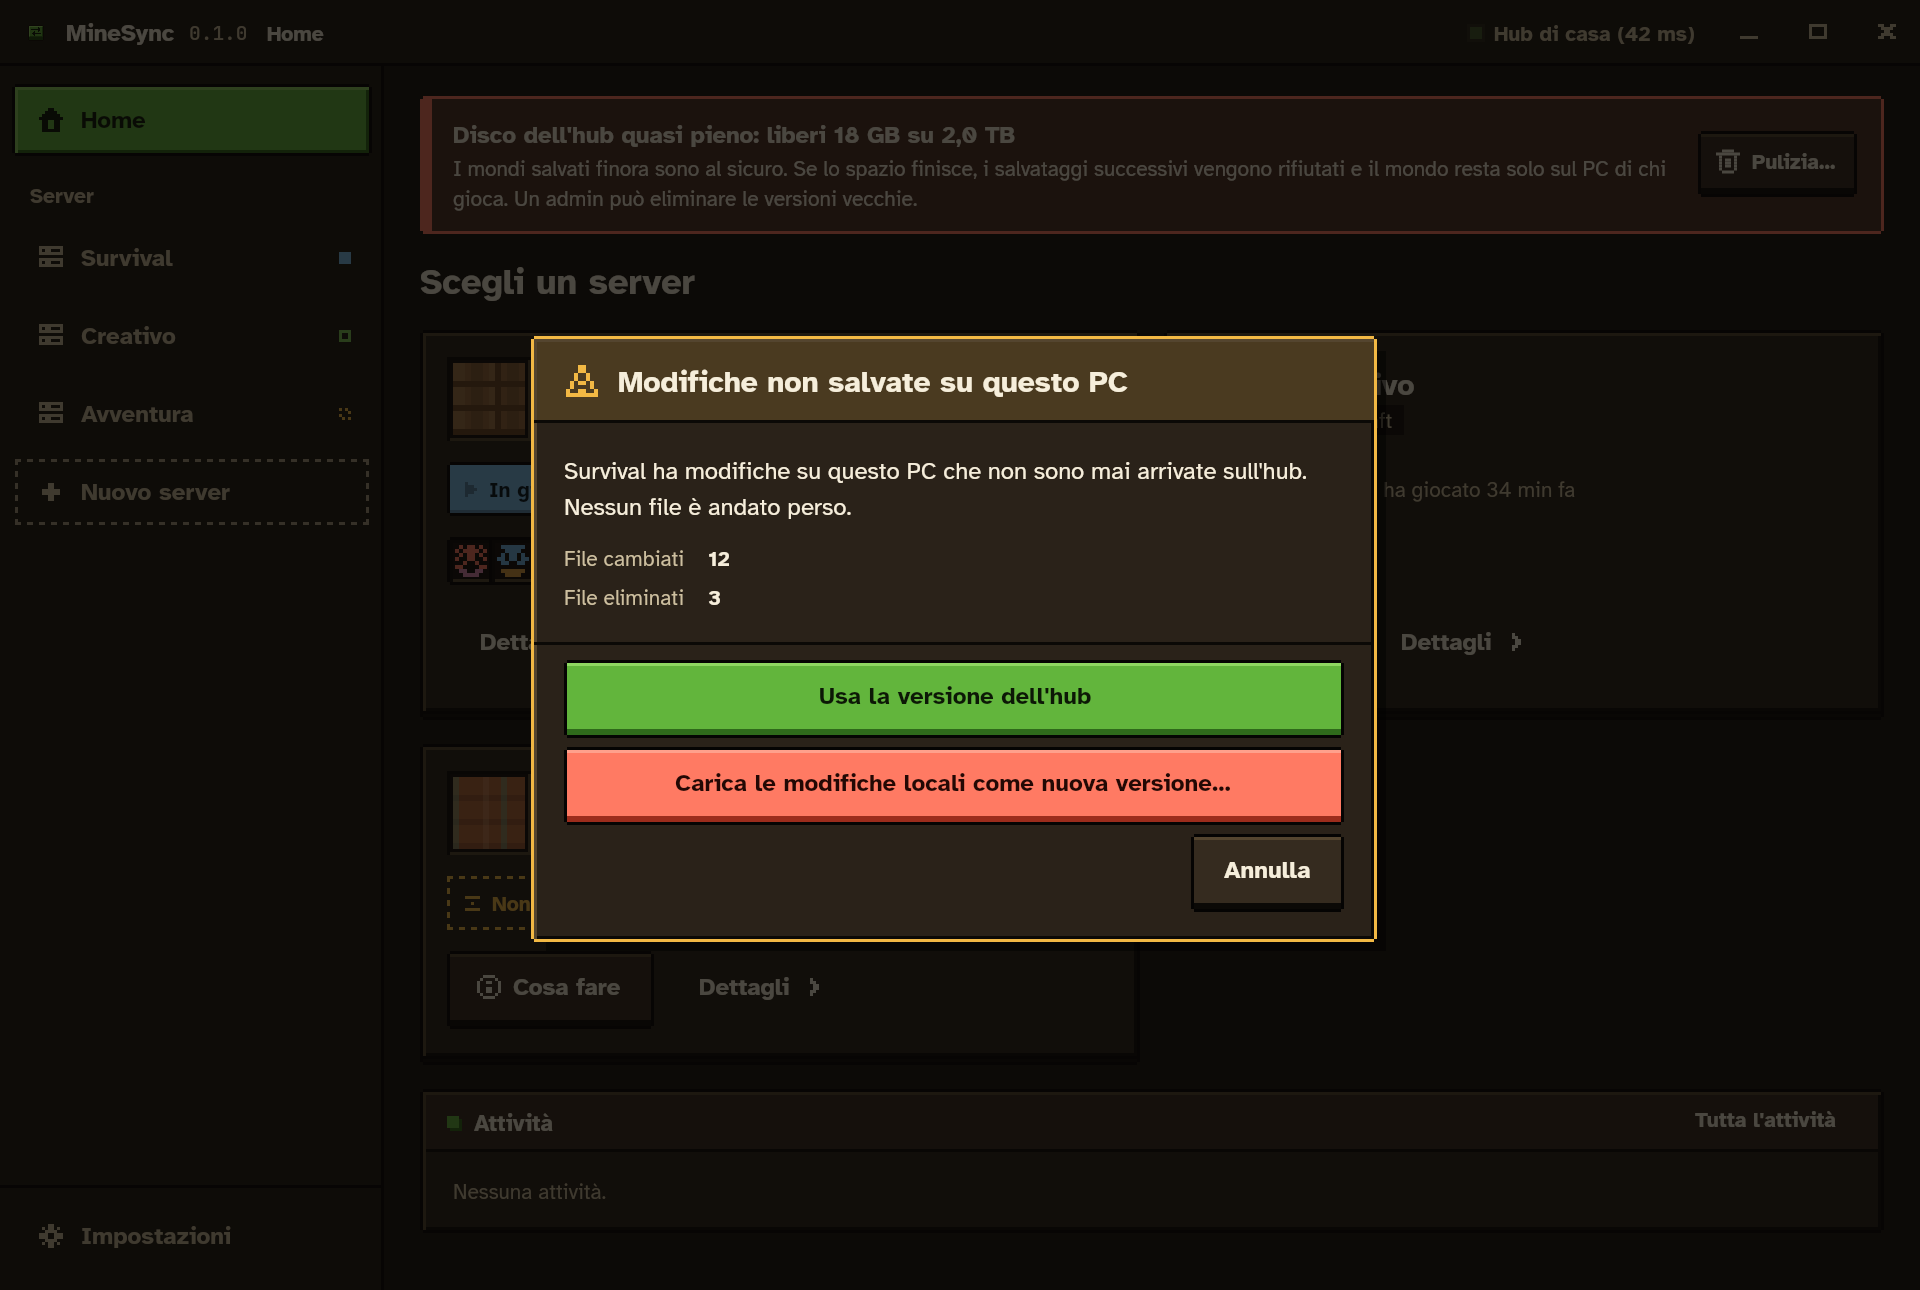 MineSync 0.1.0 Home
Hub di casa (42 ms)
Home
Server
Survival
Creativo
Avventura
Nuovo server
Impostazioni
Disco dell'hub quasi pieno: liberi 18 GB su 2,0 TB
I mondi salvati finora sono al sicuro. Se lo spazio finisce, i salvataggi successivi vengono rifiutati e il mondo resta solo sul PC di chi
gioca. Un admin può eliminare le versioni vecchie.
Pulizia...
Scegli un server
ha giocato 34 min fa
Dettagli
Modifiche non salvate su questo PC
Survival ha modifiche su questo PC che non sono mai arrivate sull'hub.
Nessun file è andato perso.
File cambiati 12
File eliminati 3
Usa la versione dell'hub
Carica le modifiche locali come nuova versione...
Annulla
Non
Cosa fare
Dettagli
Attività
Tutta l'attività
Nessuna attività.